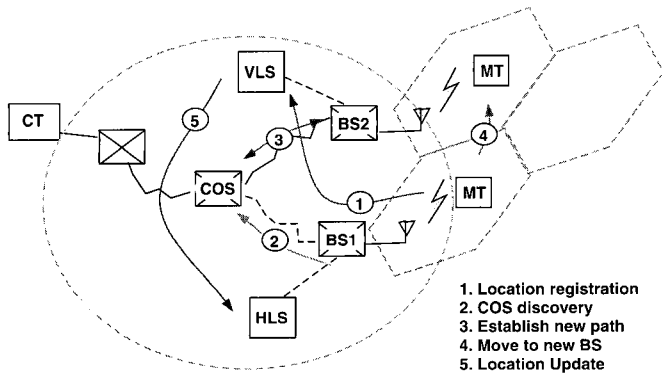 VLS
MT
CT
5
BS2
3
4
COS
1
MT
2
BS1
HLS
1. Location registration
2. COS discovery
3. Establish new path
4. Move to new BS
5. Location Update